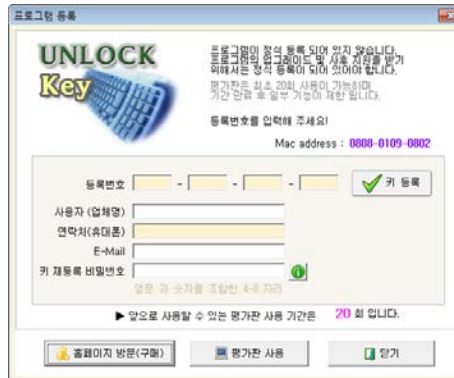 프로그램 등록
UNLOCK
Key
프로그램이 정식 등록 되어 있지 않습니다.
프로그램의 업그레이드 및 사후 지원을 받기
위해서는 정식 등록이 되어 있어야 합니다.
평가판은 최초 20회 사용이 가능하며
기간 만료 후 일부 기능이 제한 됩니다.
등록번호를 입력해 주세요!
Mac address : 0808-0109-0802
등록번호 - - - 키 등록
사용자 (업체명)
연락처(휴대폰)
E-Mail
키 재등록 비밀번호
영문 과 숫자를 조합한 4-8 자리
▶ 앞으로 사용할 수 있는 평가판 사용 기간은 20 회 입니다.
홈페이지 방문(구매) 평가판 사용 닫기